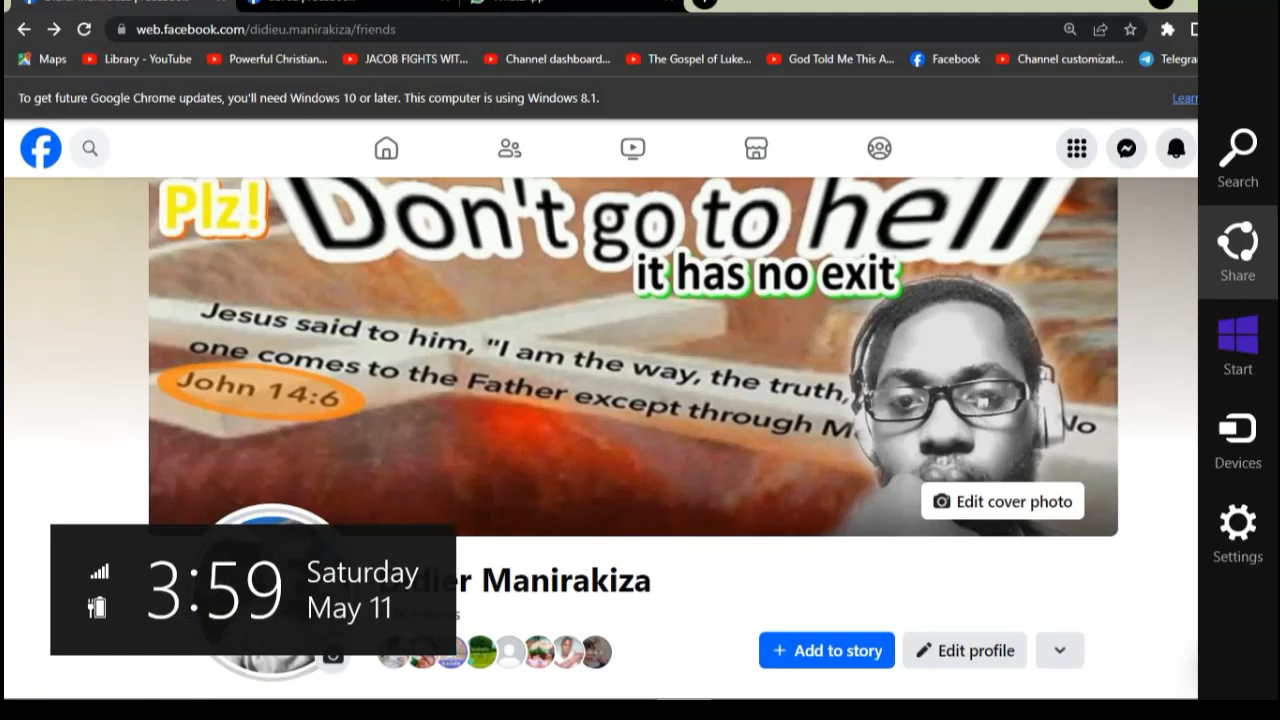 web.facebook.com/didieu.manirakiza/friends
Maps
Library - YouTube
Powerful Christian...
JACOB FIGHTS WIT...
Channel dashboard...
The Gospel of Luke...
God Told Me This A...
Facebook
Channel customizat...
Telegra
To get future Google Chrome updates, you'll need Windows 10 or later. This computer is using Windows 8.1.
Learn
Search
Share
Start
Devices
Settings
Plz!
Don't go to hell
it has no exit
Jesus said to him, "I am the way, the truth,
No
one comes to the Father except through M
John 14:6
Edit cover photo
3:59
Saturday
May 11
er Manirakiza
+ Add to story
Edit profile